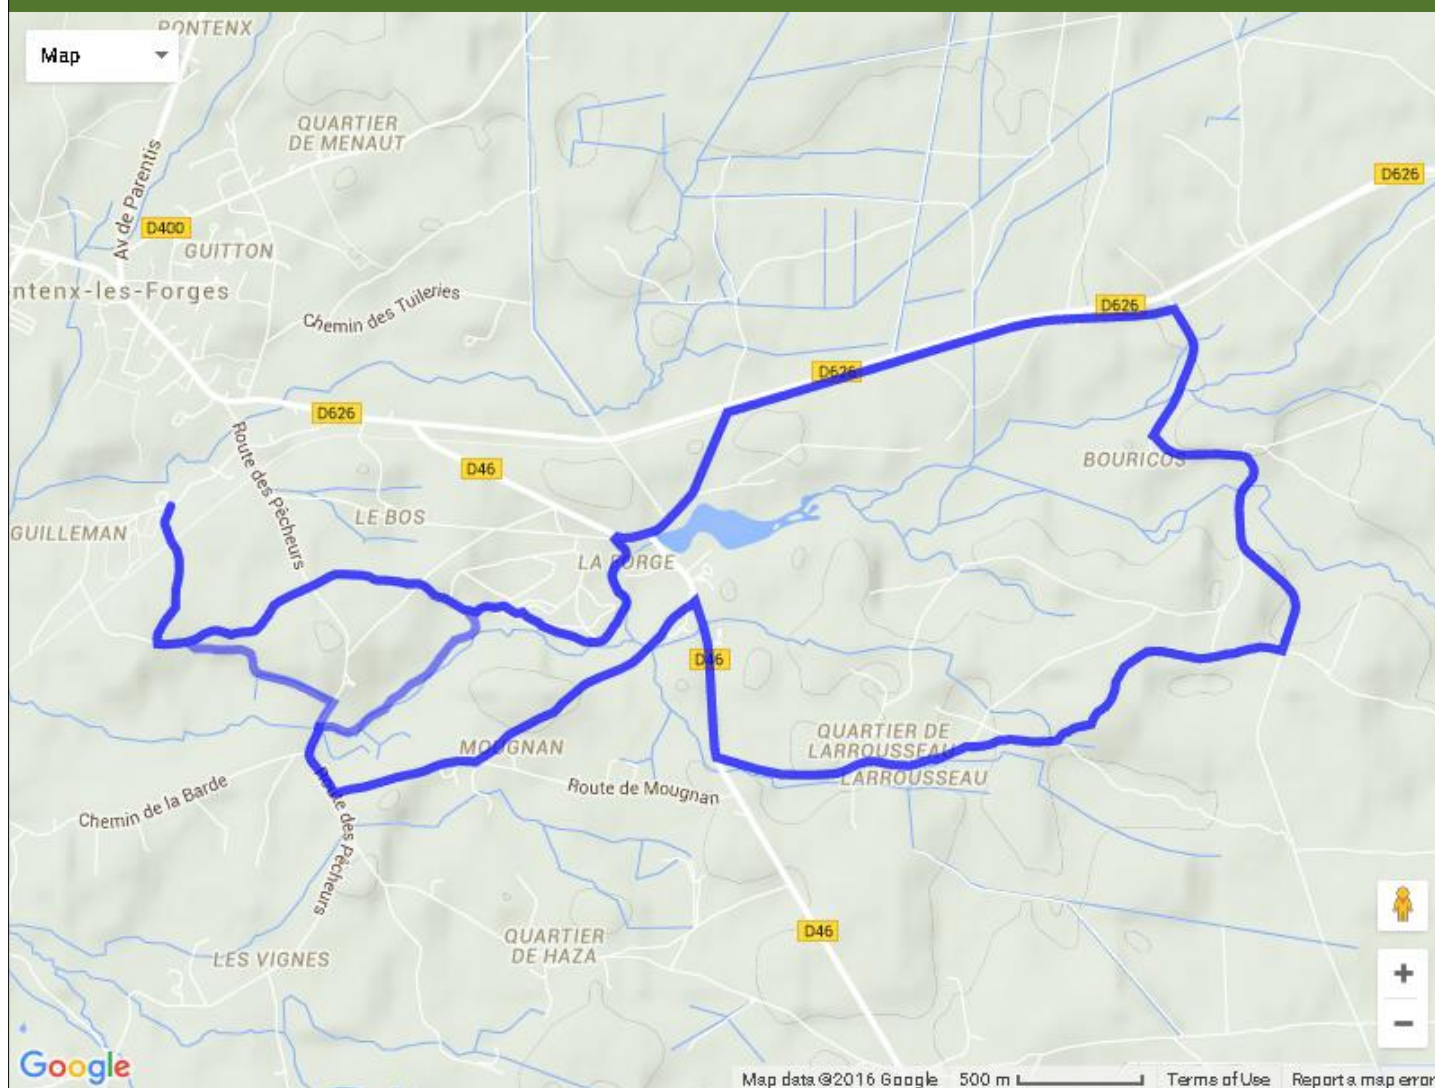 PONTENX
Map
QUARTIER
DE MENAUT
Av de Parentis
D626
D400
GUITTON
ntenx-les-Forges
Chemin des Tuileries
D626
D626
D626
Route des Pêcheurs
D46
BOURICOS
LE BOS
GUILLEMAN
LA FORGE
D46
QUARTIER DE
LARROUSSEAU
MOUGNAN
LARROUSSEAU
Route de Mougnan
Chemin de la Barde
Route des Pêcheurs
QUARTIER
DE HAZA
D46
LES VIGNES
+
−
Google
Map data ©2016 Google 500 m Terms of Use Report a map error